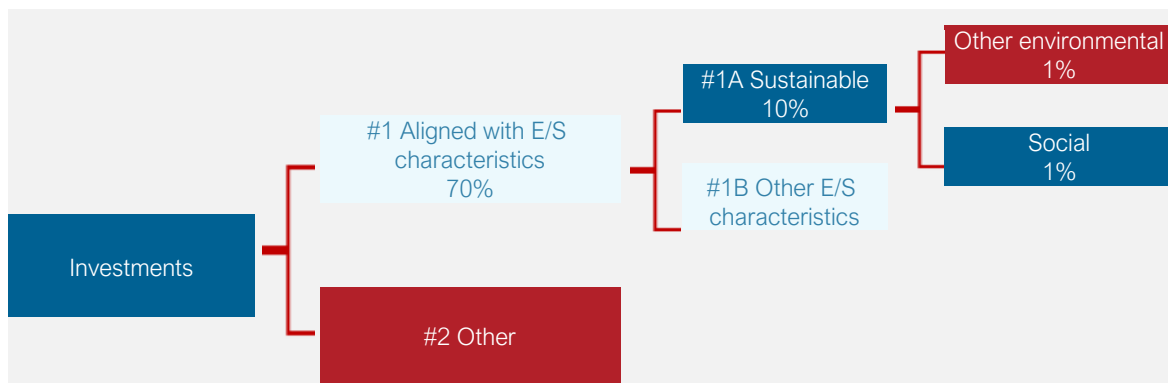 Investments
#1 Aligned with E/S
characteristics
70%
#2 Other
#1A Sustainable
10%
#1B Other E/S
characteristics
Other environmental
1%
Social
1%